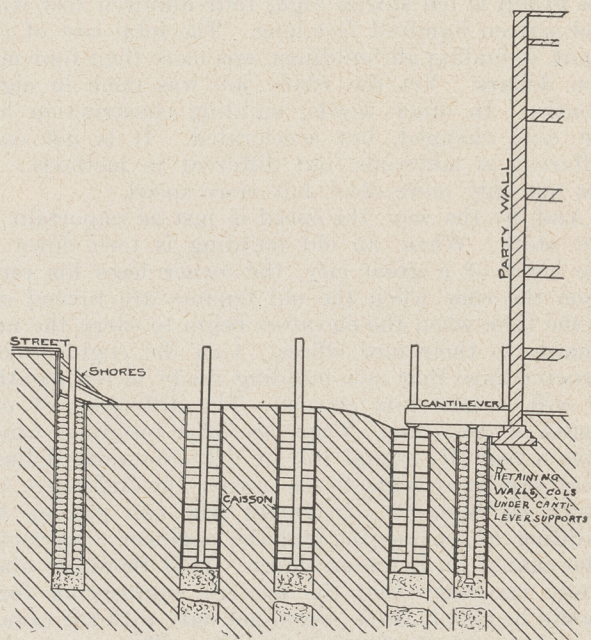 PARTY WALL
STREET
SHORES
CANTILEVER
CAISSON
RETAINING
WALLS, COLS
UNDER CANTI-
LEVER SUPPORTS